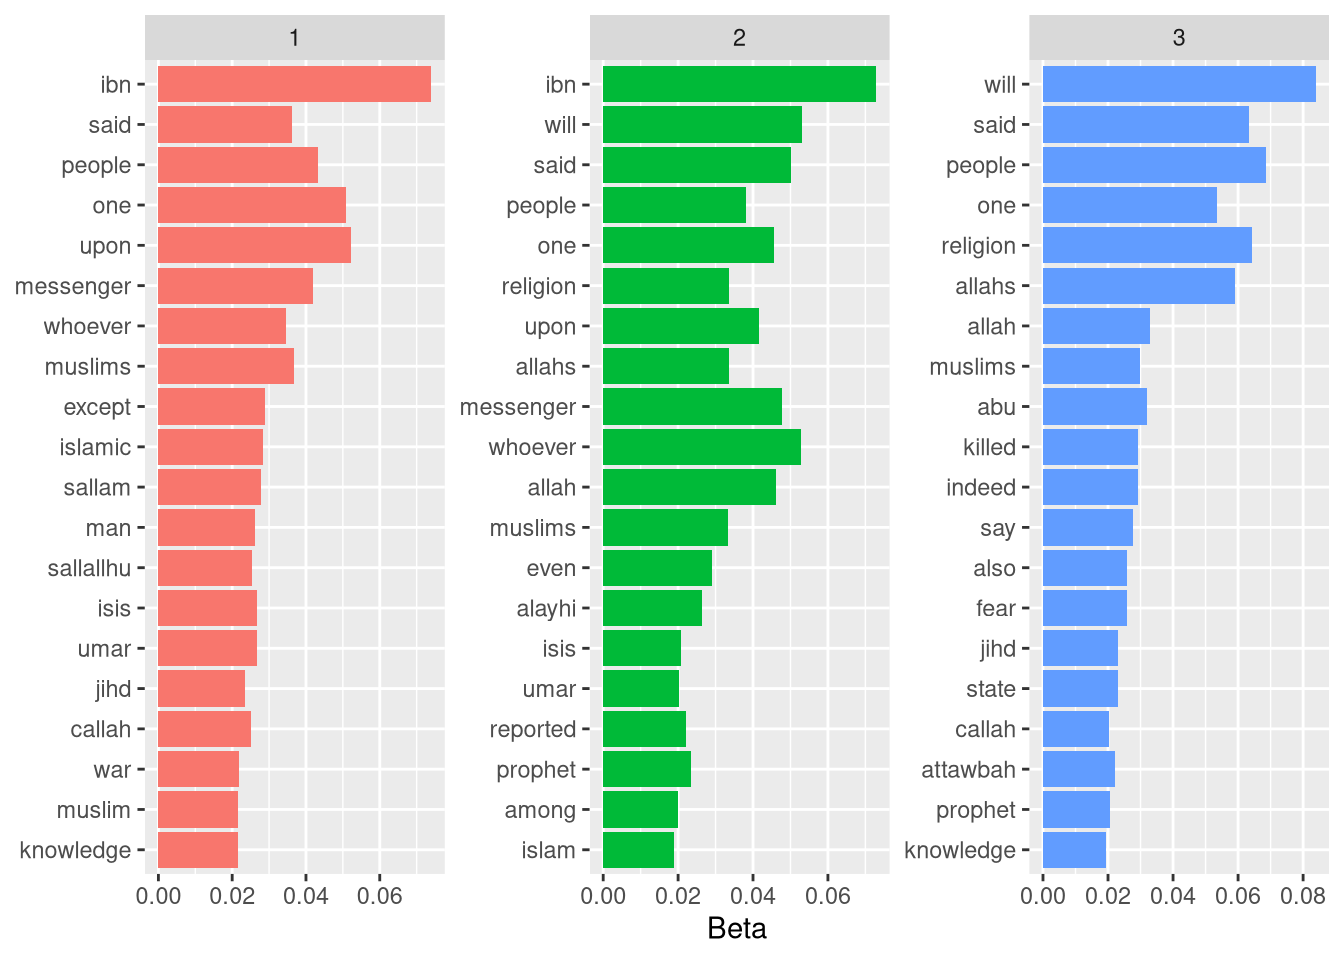 1
ibn
said
people
one
upon
messenger
whoever
muslims
except
islamic
sallam
man
sallallhu
isis
umar
jihd
callah
war
muslim
knowledge
0.00 0.02 0.04 0.06
2
ibn
will
said
people
one
religion
upon
allahs
messenger
whoever
allah
muslims
even
alayhi
isis
umar
reported
prophet
among
islam
0.00 0.02 0.04 0.06
3
will
said
people
one
religion
allahs
allah
muslims
abu
killed
indeed
say
also
fear
jihd
state
callah
attawbah
prophet
knowledge
0.00 0.02 0.04 0.06 0.08
Beta